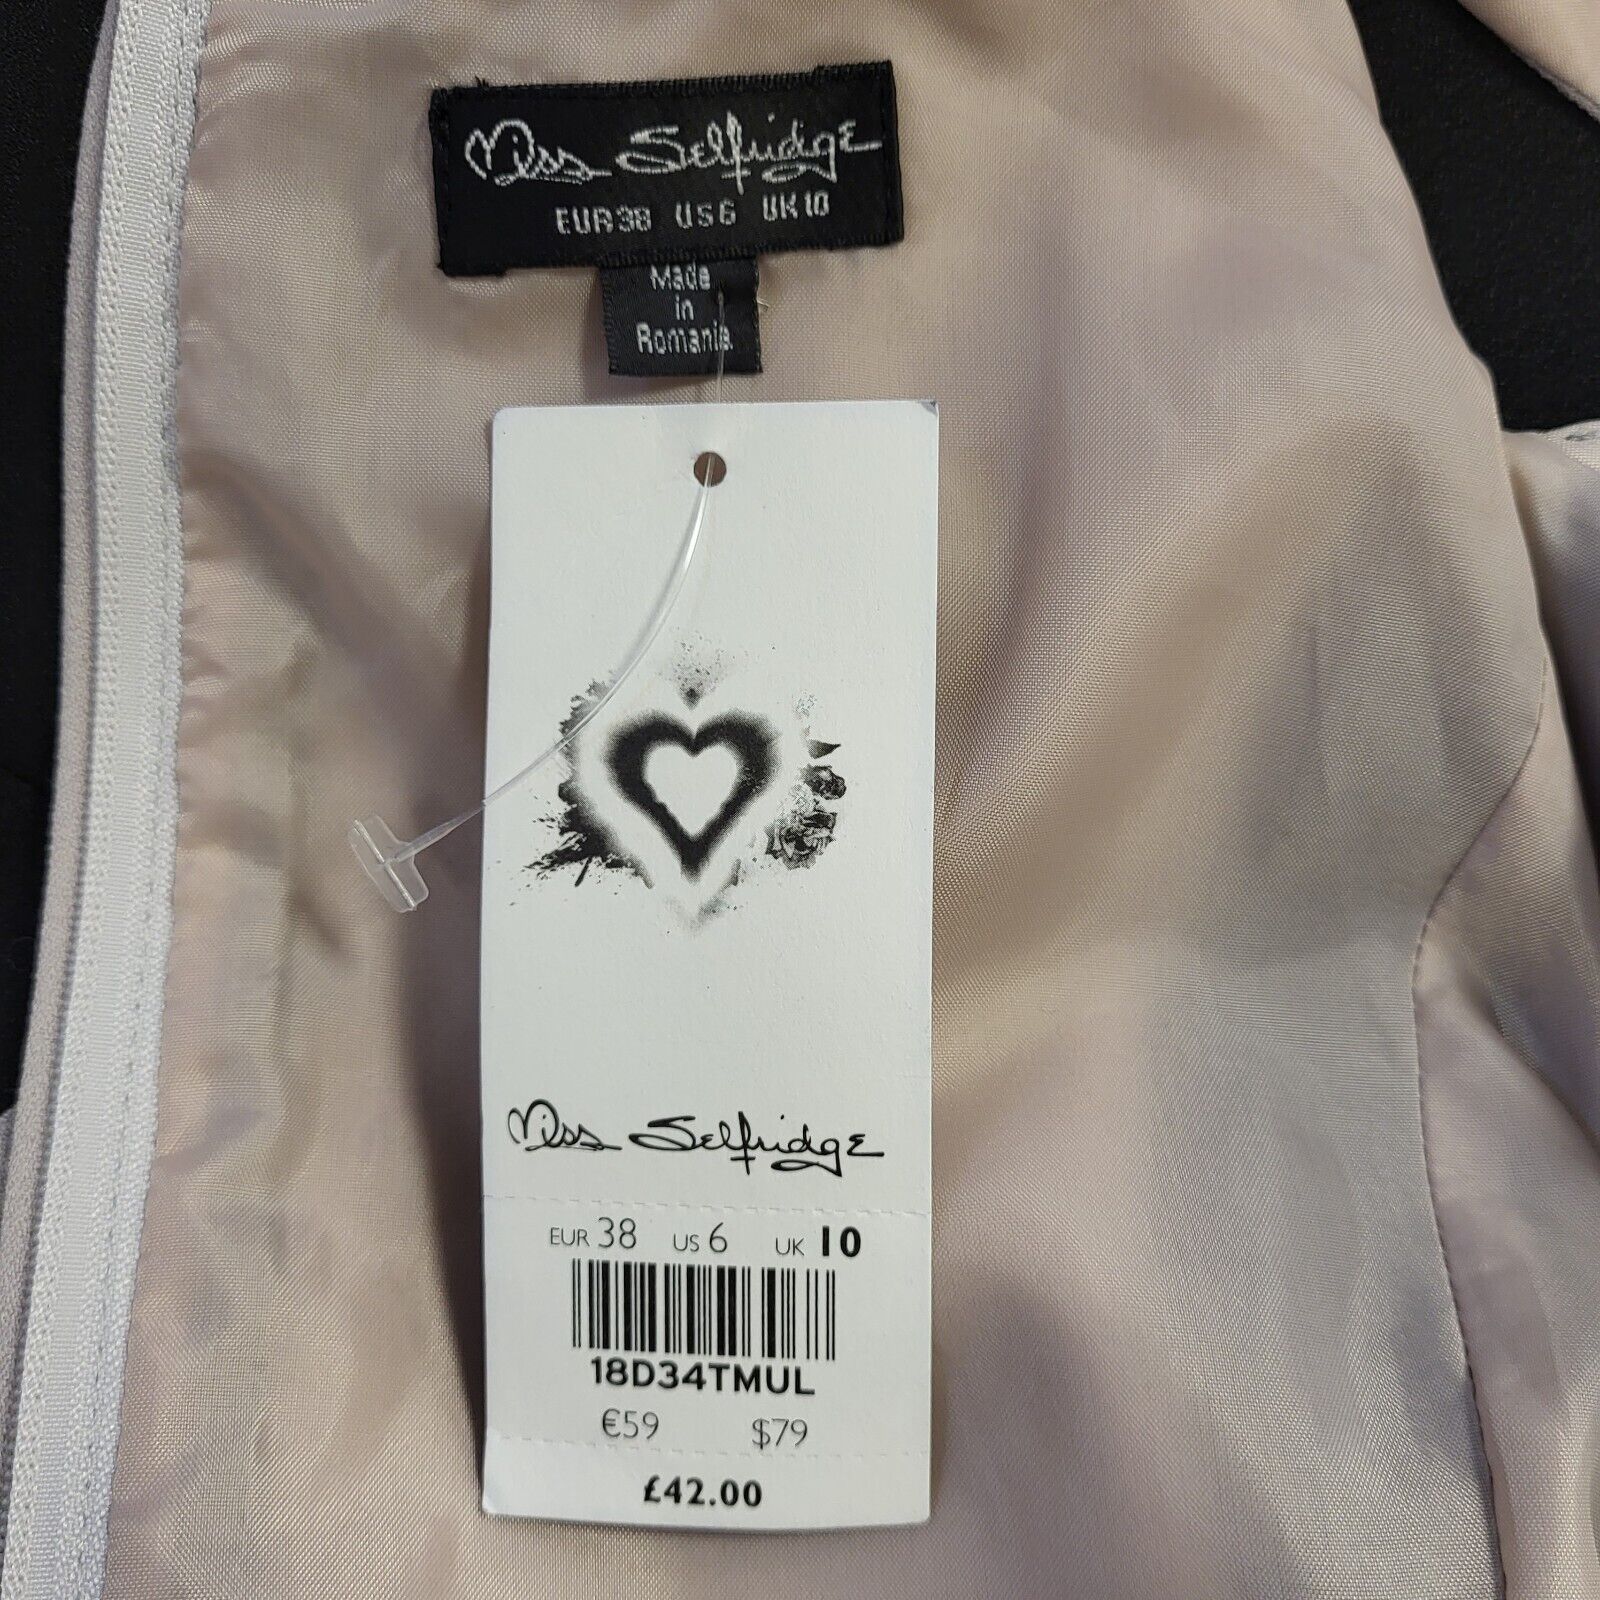 Miss Selfridge
EUR38 US6 UK10
Made
in
Romania
Miss Selfridge
EUR 38 US 6 UK 10
18D34TMUL
€59 $79
£42.00